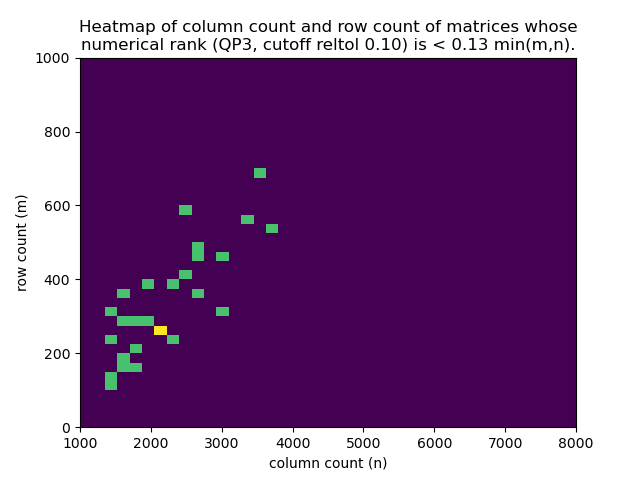 Heatmap of column count and row count of matrices whose
numerical rank (QP3, cutoff reltol 0.10) is < 0.13 min(m,n).
1000
800
600
400
200
0
row count (m)
1000 2000 3000 4000 5000 6000 7000 8000
column count (n)